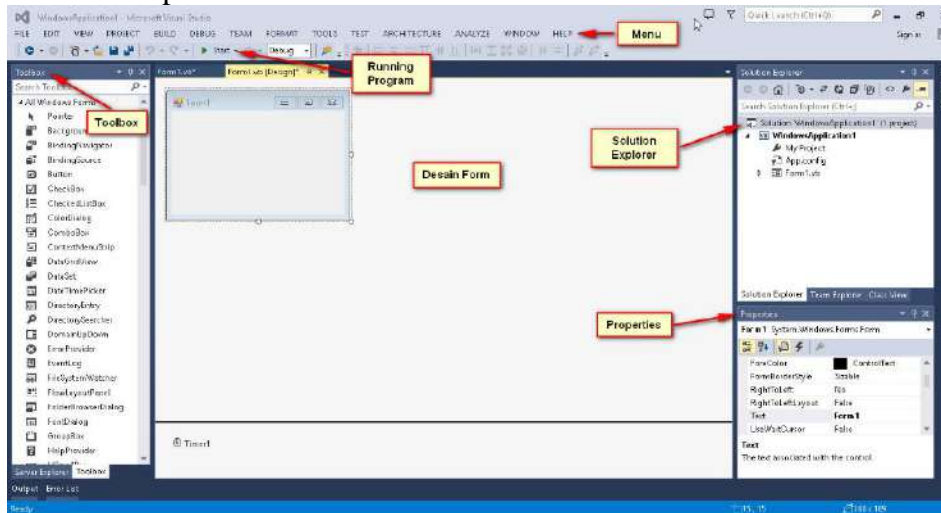 WindowsApplication1 - Microsoft Visual Studio
Quick Launch (Ctrl+Q)
FILE EDIT VIEW PROJECT BUILD DEBUG TEAM FORMAT TOOLS TEST ARCHITECTURE ANALYZE WINDOW HELP
Menu
Sign in
Start
Debug
Running
Program
Toolbox
Search Toolbox
All Windows Forms
Pointer
BindingNavigator
BindingSource
Button
CheckBox
CheckedListBox
ColorDialog
ComboBox
ContextMenuStrip
DataGridView
DataSet
DateTimePicker
DirectoryEntry
DirectorySearcher
DomainUpDown
ErrorProvider
EventLog
FileSystemWatcher
FlowLayoutPanel
FolderBrowserDialog
FontDialog
GroupBox
HelpProvider
Server Explorer Toolbox
Toolbox
Form1.vb*
Form1.vb [Design]*
Form1
Desain Form
Timer1
Solution
Explorer
Solution Explorer
Search Solution Explorer (Ctrl+;)
Solution 'WindowsApplication1' (1 project)
WindowsApplication1
My Project
App.config
Form1.vb
Solution Explorer Team Explorer Class View
Properties
Properties
Form1 System.Windows.Forms.Form
ForeColor ControlText
FormBorderStyle Sizable
RightToLeft No
RightToLeftLayout False
Text Form1
UseWaitCursor False
Text
The text associated with the control.
Output Error List
Ready
15, 15